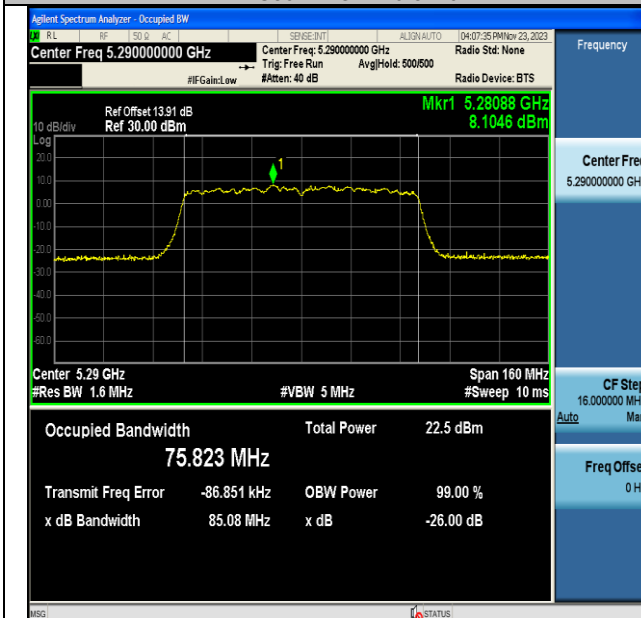 Agilent Spectrum Analyzer - Occupied BW
LXI RL RF 50 Ω AC SENSE:INT ALIGN AUTO 04:07:35 PM Nov 23, 2023
Center Freq 5.290000000 GHz Center Freq: 5.290000000 GHz Radio Std: None Frequency
Trig: Free Run Avg|Hold: 500/500
#IFGain:Low #Atten: 40 dB Radio Device: BTS
Ref Offset 13.91 dB Mkr1 5.28088 GHz
10 dB/div Ref 30.00 dBm 8.1046 dBm
Log
20.0
1
10.0
0.00
-10.0
-20.0
-30.0
-40.0
-50.0
-60.0
Center Fre
5.290000000 GH
Center 5.29 GHz Span 160 MHz
#Res BW 1.6 MHz #VBW 5 MHz #Sweep 10 ms
CF Step
16.000000 MH
Auto Ma
Occupied Bandwidth Total Power 22.5 dBm
75.823 MHz
Freq Offse
0 H
Transmit Freq Error -86.851 kHz OBW Power 99.00 %
x dB Bandwidth 85.08 MHz x dB -26.00 dB
MSG STATUS